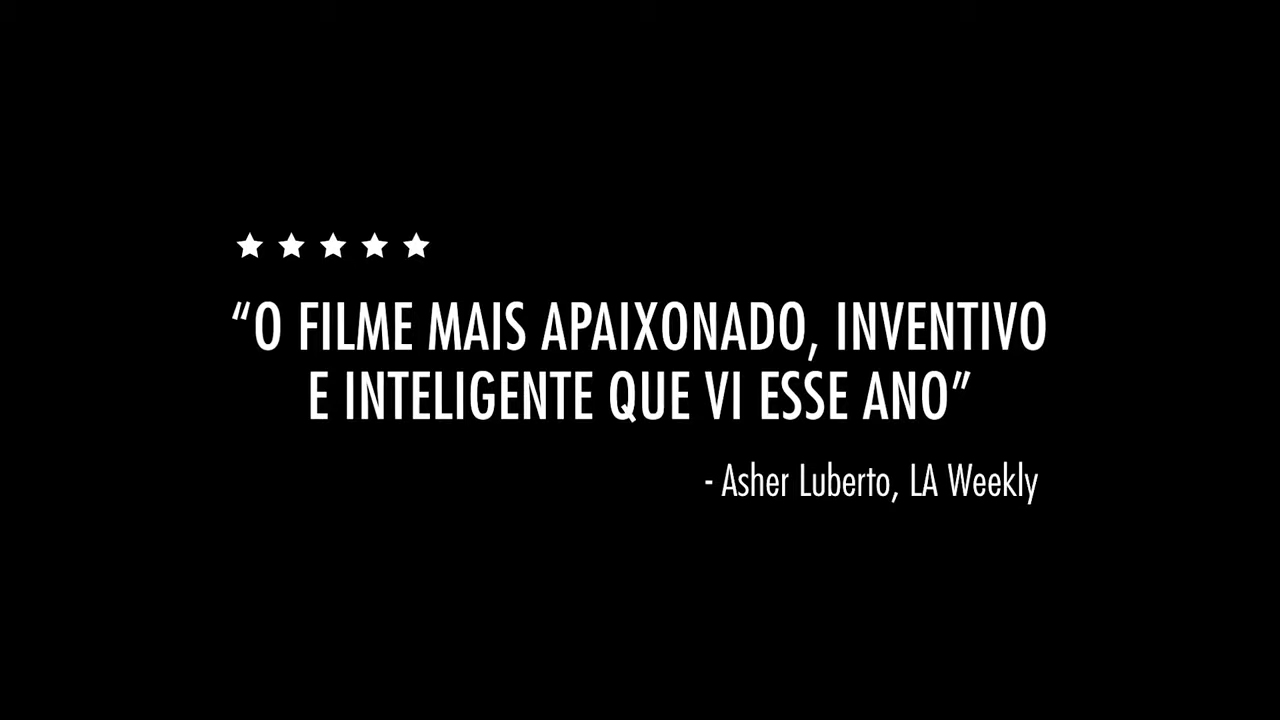 “O FILME MAIS APAIXONADO, INVENTIVO
E INTELIGENTE QUE VI ESSE ANO”
- Asher Luberto, LA Weekly